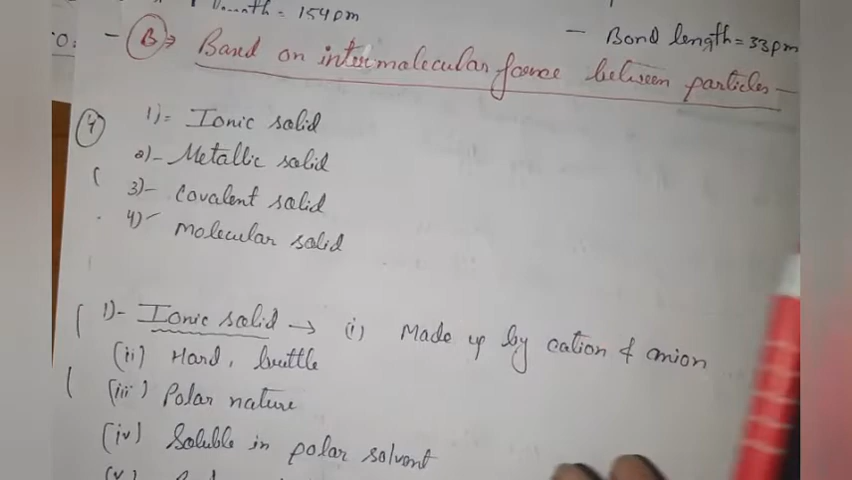 = 154pm
- Bond length = 33pm
- (B) ⇒ Based on intermolecular force between particles -
(4) 1)= Ionic solid
2)- Metallic solid
3)- Covalent solid
4)- Molecular solid
1)- Ionic solid → (i) Made up by cation & anion
(ii) Hard, brittle
(iii) Polar nature
(iv) Soluble in polar solvent
(v)